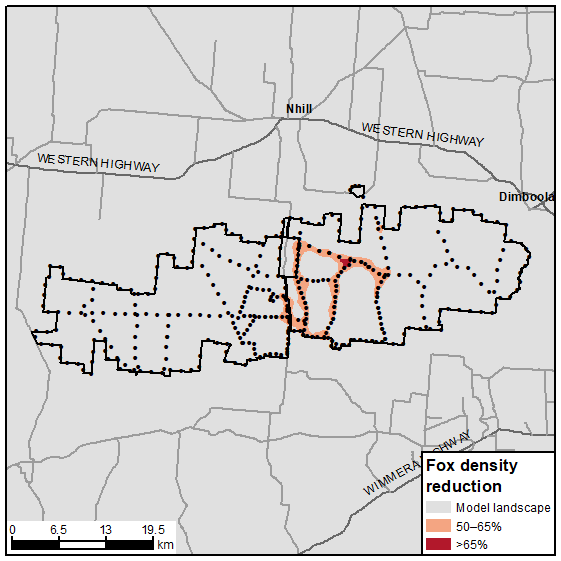 Nhill
WESTERN HIGHWAY
WESTERN HIGHWAY
Dimboola
WIMMERA HIGHWAY
Fox density
reduction
Model landscape
50–65%
>65%
0 6.5 13 19.5
km